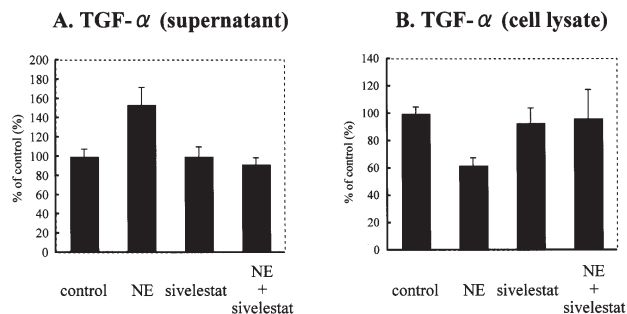 A. TGF-α (supernatant)
% of control (%)
200
180
160
140
120
100
80
60
40
20
0
control
NE
sivelestat
NE
+
sivelestat
B. TGF-α (cell lysate)
% of control (%)
140
120
100
80
60
40
20
0
control
NE
sivelestat
NE
+
sivelestat